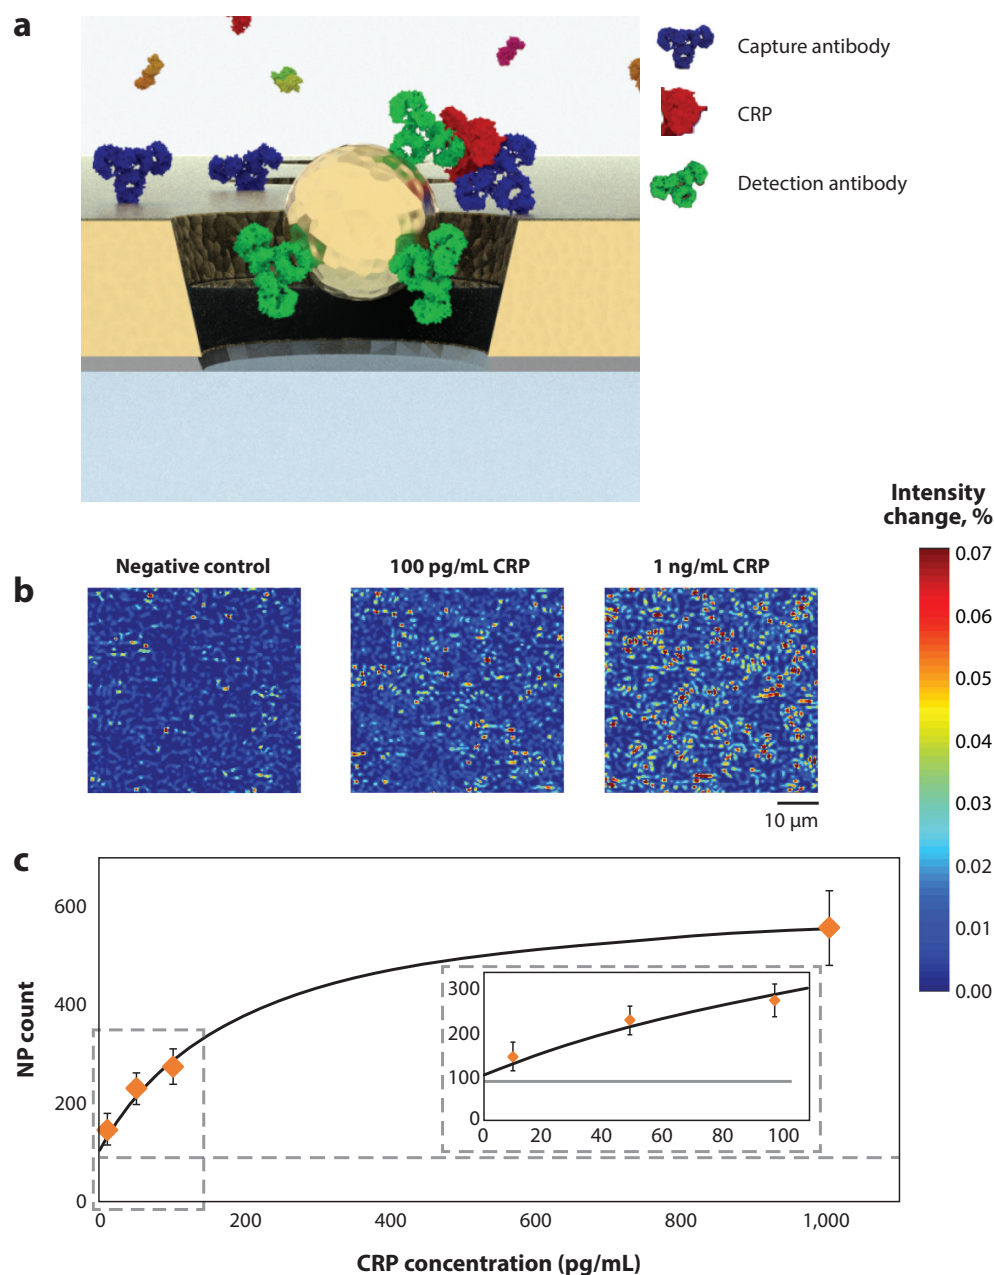 a
Capture antibody
CRP
Detection antibody
Intensity
change, %
b
Negative control
100 pg/mL CRP
1 ng/mL CRP
0.07
0.06
0.05
0.04
0.03
0.02
0.01
0.00
10 µm
c
NP count
600
400
200
0
0
200
400
600
800
1,000
300
200
100
0
0
20
40
60
80
100
CRP concentration (pg/mL)